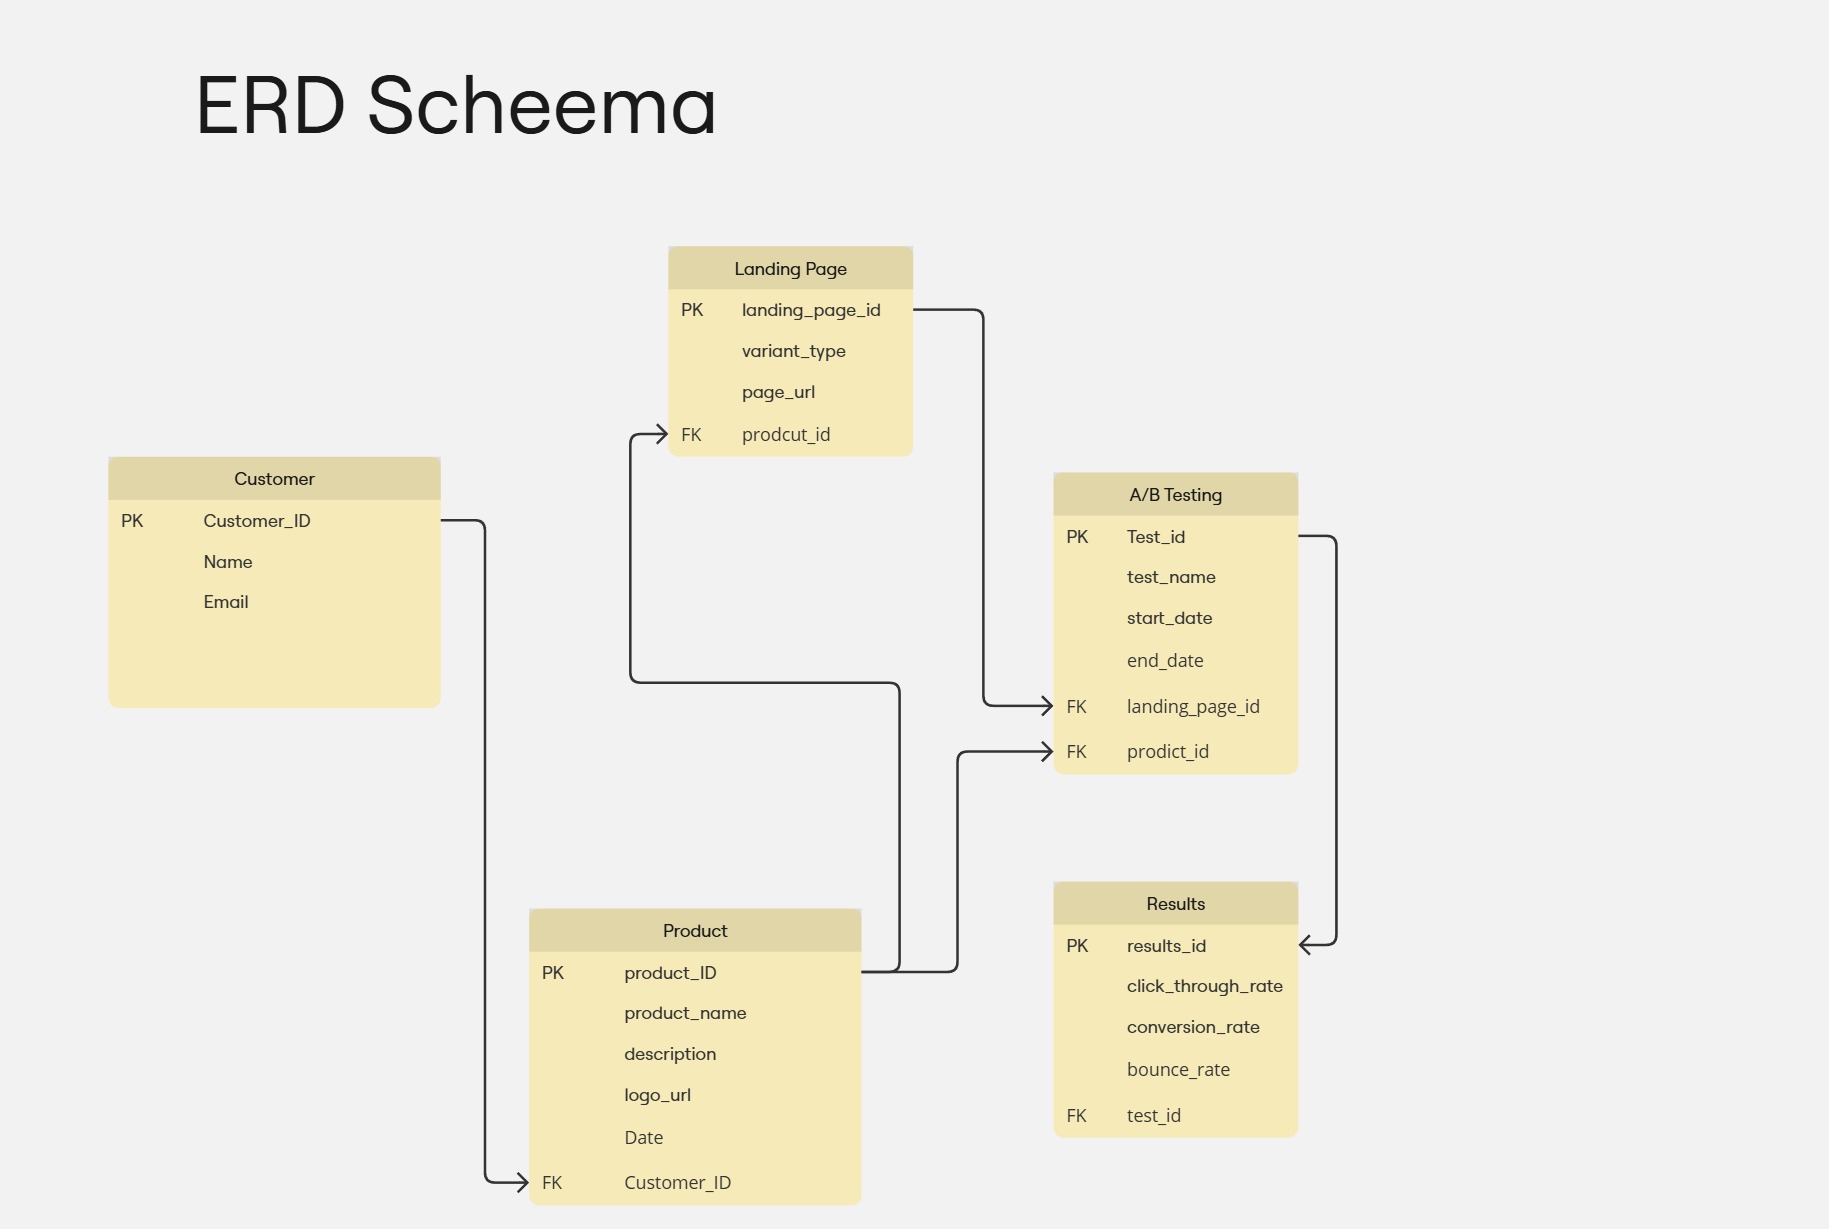 ERD Scheema
Landing Page
PK landing_page_id
variant_type
page_url
FK prodcut_id
Customer
PK Customer_ID
Name
Email
A/B Testing
PK Test_id
test_name
start_date
end_date
FK landing_page_id
FK prodict_id
Product
PK product_ID
product_name
description
logo_url
Date
FK Customer_ID
Results
PK results_id
click_through_rate
conversion_rate
bounce_rate
FK test_id